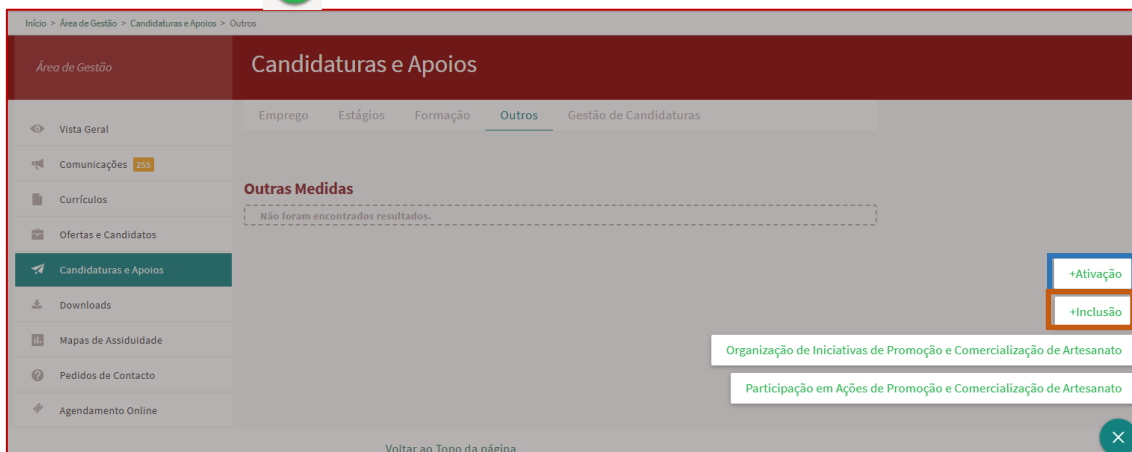 Início > Área de Gestão > Candidaturas e Apoios > Outros
Área de Gestão
Candidaturas e Apoios
Emprego Estágios Formação Outros Gestão de Candidaturas
Vista Geral
Comunicações 255
Currículos
Ofertas e Candidatos
Candidaturas e Apoios
Downloads
Mapas de Assiduidade
Pedidos de Contacto
Agendamento Online
Outras Medidas
Não foram encontrados resultados.
+Ativação
+Inclusão
Organização de Iniciativas de Promoção e Comercialização de Artesanato
Participação em Ações de Promoção e Comercialização de Artesanato
Voltar ao Topo da página